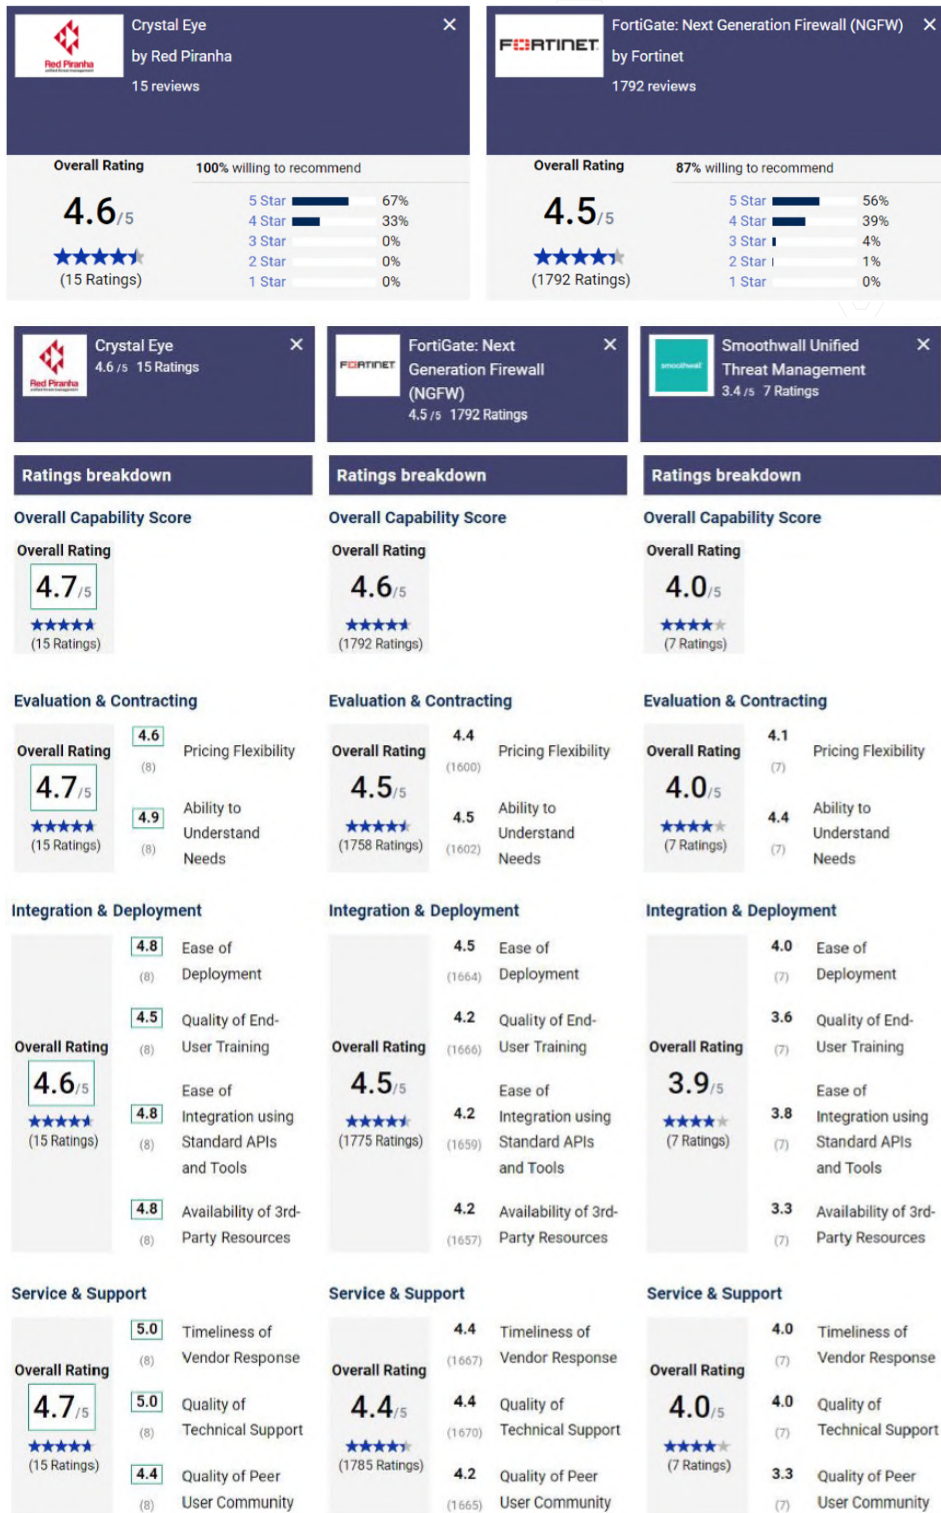 Red Piranha
unified threat management
Crystal Eye
by Red Piranha
15 reviews
Overall Rating
4.6/5
(15 Ratings)
100% willing to recommend
5 Star 67%
4 Star 33%
3 Star 0%
2 Star 0%
1 Star 0%
FORTINET
FortiGate: Next Generation Firewall (NGFW)
by Fortinet
1792 reviews
Overall Rating
4.5/5
(1792 Ratings)
87% willing to recommend
5 Star 56%
4 Star 39%
3 Star 4%
2 Star 1%
1 Star 0%
Red Piranha
Crystal Eye
4.6 /5 15 Ratings
FORTINET
FortiGate: Next
Generation Firewall
(NGFW)
4.5 /5 1792 Ratings
smoothwall
Smoothwall Unified
Threat Management
3.4 /5 7 Ratings
Ratings breakdown
Ratings breakdown
Ratings breakdown
Overall Capability Score
Overall Rating
4.7/5
(15 Ratings)
Overall Capability Score
Overall Rating
4.6/5
(1792 Ratings)
Overall Capability Score
Overall Rating
4.0/5
(7 Ratings)
Evaluation & Contracting
Overall Rating
4.7/5
(15 Ratings)
4.6
(8)
Pricing Flexibility
4.9
(8)
Ability to
Understand
Needs
Evaluation & Contracting
Overall Rating
4.5/5
(1758 Ratings)
4.4
(1600)
Pricing Flexibility
4.5
(1602)
Ability to
Understand
Needs
Evaluation & Contracting
Overall Rating
4.0/5
(7 Ratings)
4.1
(7)
Pricing Flexibility
4.4
(7)
Ability to
Understand
Needs
Integration & Deployment
Overall Rating
4.6/5
(15 Ratings)
4.8
(8)
Ease of
Deployment
4.5
(8)
Quality of End-
User Training
4.8
(8)
Ease of
Integration using
Standard APIs
and Tools
4.8
(8)
Availability of 3rd-
Party Resources
Integration & Deployment
Overall Rating
4.5/5
(1775 Ratings)
4.5
(1664)
Ease of
Deployment
4.2
(1666)
Quality of End-
User Training
4.2
(1659)
Ease of
Integration using
Standard APIs
and Tools
4.2
(1657)
Availability of 3rd-
Party Resources
Integration & Deployment
Overall Rating
3.9/5
(7 Ratings)
4.0
(7)
Ease of
Deployment
3.6
(7)
Quality of End-
User Training
3.8
(7)
Ease of
Integration using
Standard APIs
and Tools
3.3
(7)
Availability of 3rd-
Party Resources
Service & Support
Overall Rating
4.7/5
(15 Ratings)
5.0
(8)
Timeliness of
Vendor Response
5.0
(8)
Quality of
Technical Support
4.4
(8)
Quality of Peer
User Community
Service & Support
Overall Rating
4.4/5
(1785 Ratings)
4.4
(1667)
Timeliness of
Vendor Response
4.4
(1670)
Quality of
Technical Support
4.2
(1665)
Quality of Peer
User Community
Service & Support
Overall Rating
4.0/5
(7 Ratings)
4.0
(7)
Timeliness of
Vendor Response
4.0
(7)
Quality of
Technical Support
3.3
(7)
Quality of Peer
User Community